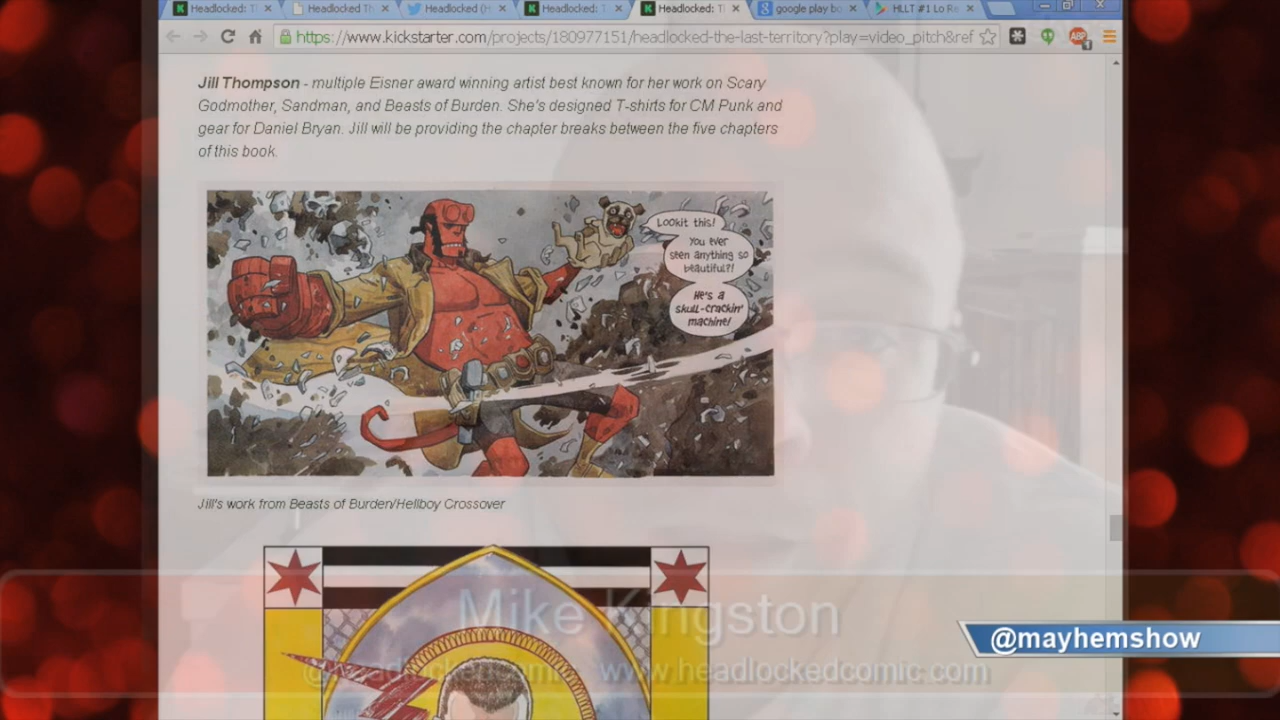 Headlocked: Tl
Headlocked Th
Headlocked (H
Headlocked: T
Headlocked: Tl
google play bo
HLLT #1 Lo Re
https://www.kickstarter.com/projects/180977151/headlocked-the-last-territory?play=video_pitch&ref
ABP
Jill Thompson - multiple Eisner award winning artist best known for her work on Scary
Godmother, Sandman, and Beasts of Burden. She's designed T-shirts for CM Punk and
gear for Daniel Bryan. Jill will be providing the chapter breaks between the five chapters
of this book.
Lookit this!
You ever
seen anything so
beautiful?!
He's a
skull-crackin'
machine!
Jill's work from Beasts of Burden/Hellboy Crossover
Mike Kingston
@headlockedcomic www.headlockedcomic.com
@mayhemshow